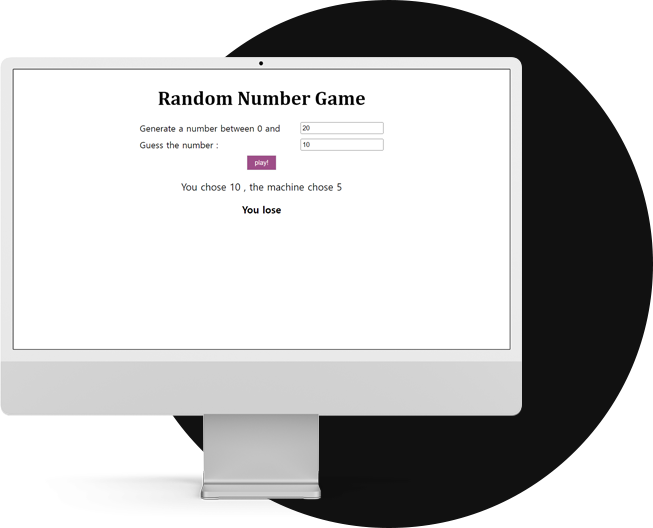 Random Number Game
Generate a number between 0 and 20
Guess the number : 10
play!
You chose 10 , the machine chose 5
You lose